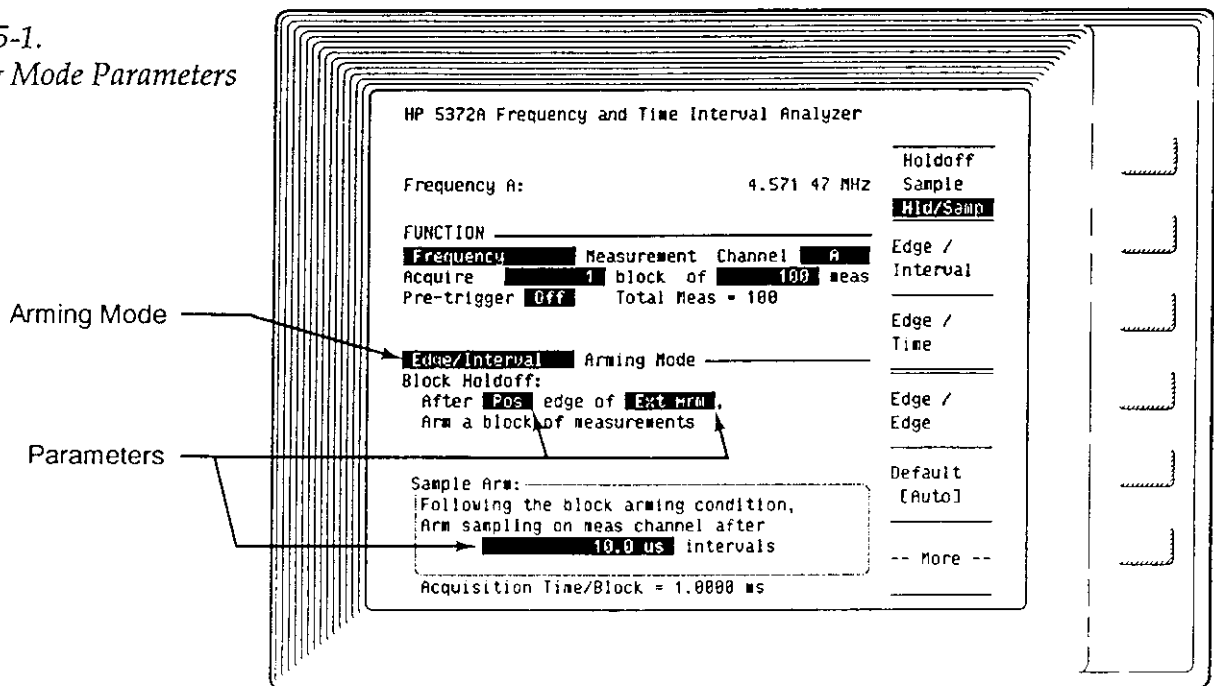 5-1.
Mode Parameters
HP 5372A Frequency and Time Interval Analyzer
Frequency A: 4.571 47 MHz
FUNCTION
Frequency Measurement Channel A
Acquire 1 block of 100 meas
Pre-trigger Off Total Meas = 100
Edge/Interval Arming Mode
Block Holdoff:
After Pos edge of Ext Arm,
Arm a block of measurements
Sample Arm:
Following the block arming condition,
Arm sampling on meas channel after
10.0 us intervals
Acquisition Time/Block = 1.0000 ms
Holdoff
Sample
Hld/Samp
Edge /
Interval
Edge /
Time
Edge /
Edge
Default
[Auto]
-- More --
Arming Mode
Parameters